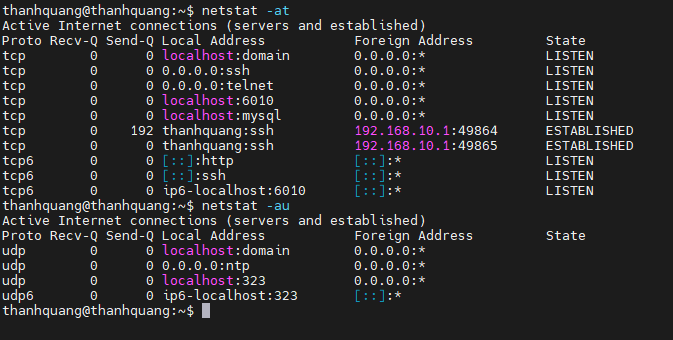 thanhquang@thanhquang:~$ netstat -at
Active Internet connections (servers and established)
Proto Recv-Q Send-Q Local Address           Foreign Address         State
tcp        0      0 localhost:domain        0.0.0.0:*               LISTEN
tcp        0      0 0.0.0.0:ssh             0.0.0.0:*               LISTEN
tcp        0      0 0.0.0.0:telnet          0.0.0.0:*               LISTEN
tcp        0      0 localhost:6010          0.0.0.0:*               LISTEN
tcp        0      0 localhost:mysql         0.0.0.0:*               LISTEN
tcp        0    192 thanhquang:ssh          192.168.10.1:49864      ESTABLISHED
tcp        0      0 thanhquang:ssh          192.168.10.1:49865      ESTABLISHED
tcp6       0      0 [::]:http               [::]:*                  LISTEN
tcp6       0      0 [::]:ssh                [::]:*                  LISTEN
tcp6       0      0 ip6-localhost:6010      [::]:*                  LISTEN
thanhquang@thanhquang:~$ netstat -au
Active Internet connections (servers and established)
Proto Recv-Q Send-Q Local Address           Foreign Address         State
udp        0      0 localhost:domain        0.0.0.0:*
udp        0      0 0.0.0.0:ntp             0.0.0.0:*
udp        0      0 localhost:323           0.0.0.0:*
udp6       0      0 ip6-localhost:323       [::]:*
thanhquang@thanhquang:~$